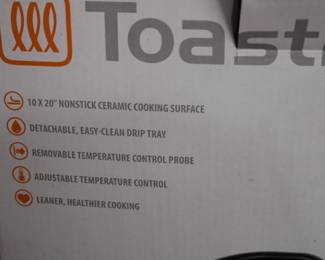 Toast
10 X 20" NONSTICK CERAMIC COOKING SURFACE
DETACHABLE, EASY-CLEAN DRIP TRAY
REMOVABLE TEMPERATURE CONTROL PROBE
ADJUSTABLE TEMPERATURE CONTROL
LEANER, HEALTHIER COOKING